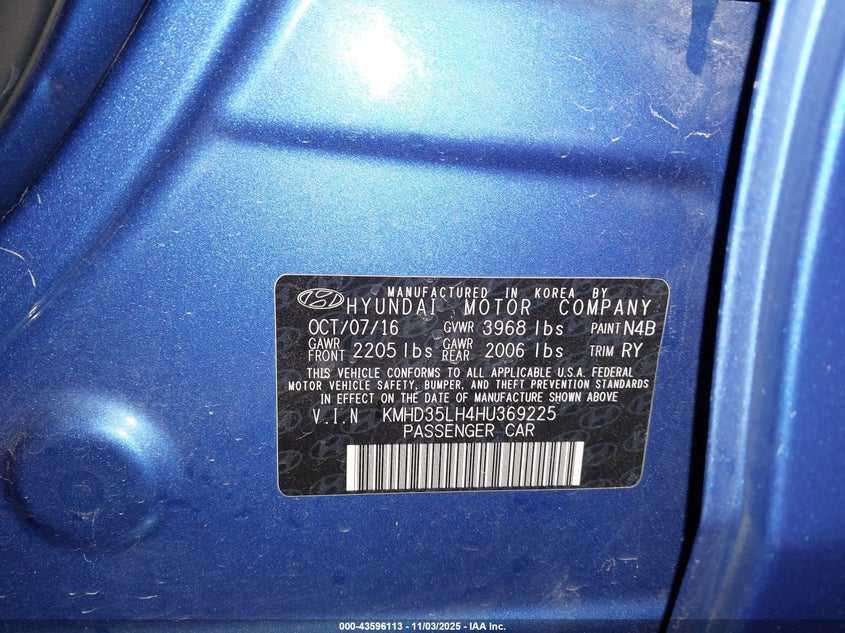 MANUFACTURED IN KOREA BY
HYUNDAI MOTOR COMPANY
OCT/07/16 GVWR 3968 lbs PAINT N4B
GAWR FRONT 2205 lbs GAWR REAR 2006 lbs TRIM RY
THIS VEHICLE CONFORMS TO ALL APPLICABLE U.S.A. FEDERAL
MOTOR VEHICLE SAFETY, BUMPER, AND THEFT PREVENTION STANDARDS
IN EFFECT ON THE DATE OF MANUFACTURE SHOWN ABOVE
V.I.N KMHD35LH4HU369225
PASSENGER CAR
000-43596113 - 11/03/2025 - IAA Inc.